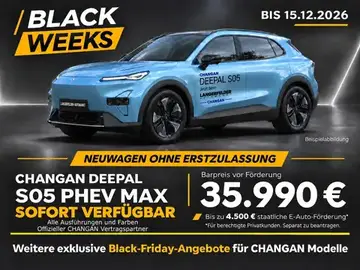 BLACK
WEEKS
BIS 15.12.2026
CHANGAN
DEEPAL S05
LANGENFELDER
CHANGAN
Beispielabbildung
NEUWAGEN OHNE ERSTZULASSUNG
CHANGAN DEEPAL
S05 PHEV MAX
SOFORT VERFÜGBAR
Alle Ausführungen und Farben
Offizieller CHANGAN Vertragspartner
Barpreis vor Förderung
35.990 €
Bis zu 4.500 € staatliche E-Auto-Förderung*
*Für berechtigte Privatkunden. Separat zu beantragen.
Weitere exklusive Black-Friday-Angebote für CHANGAN Modelle